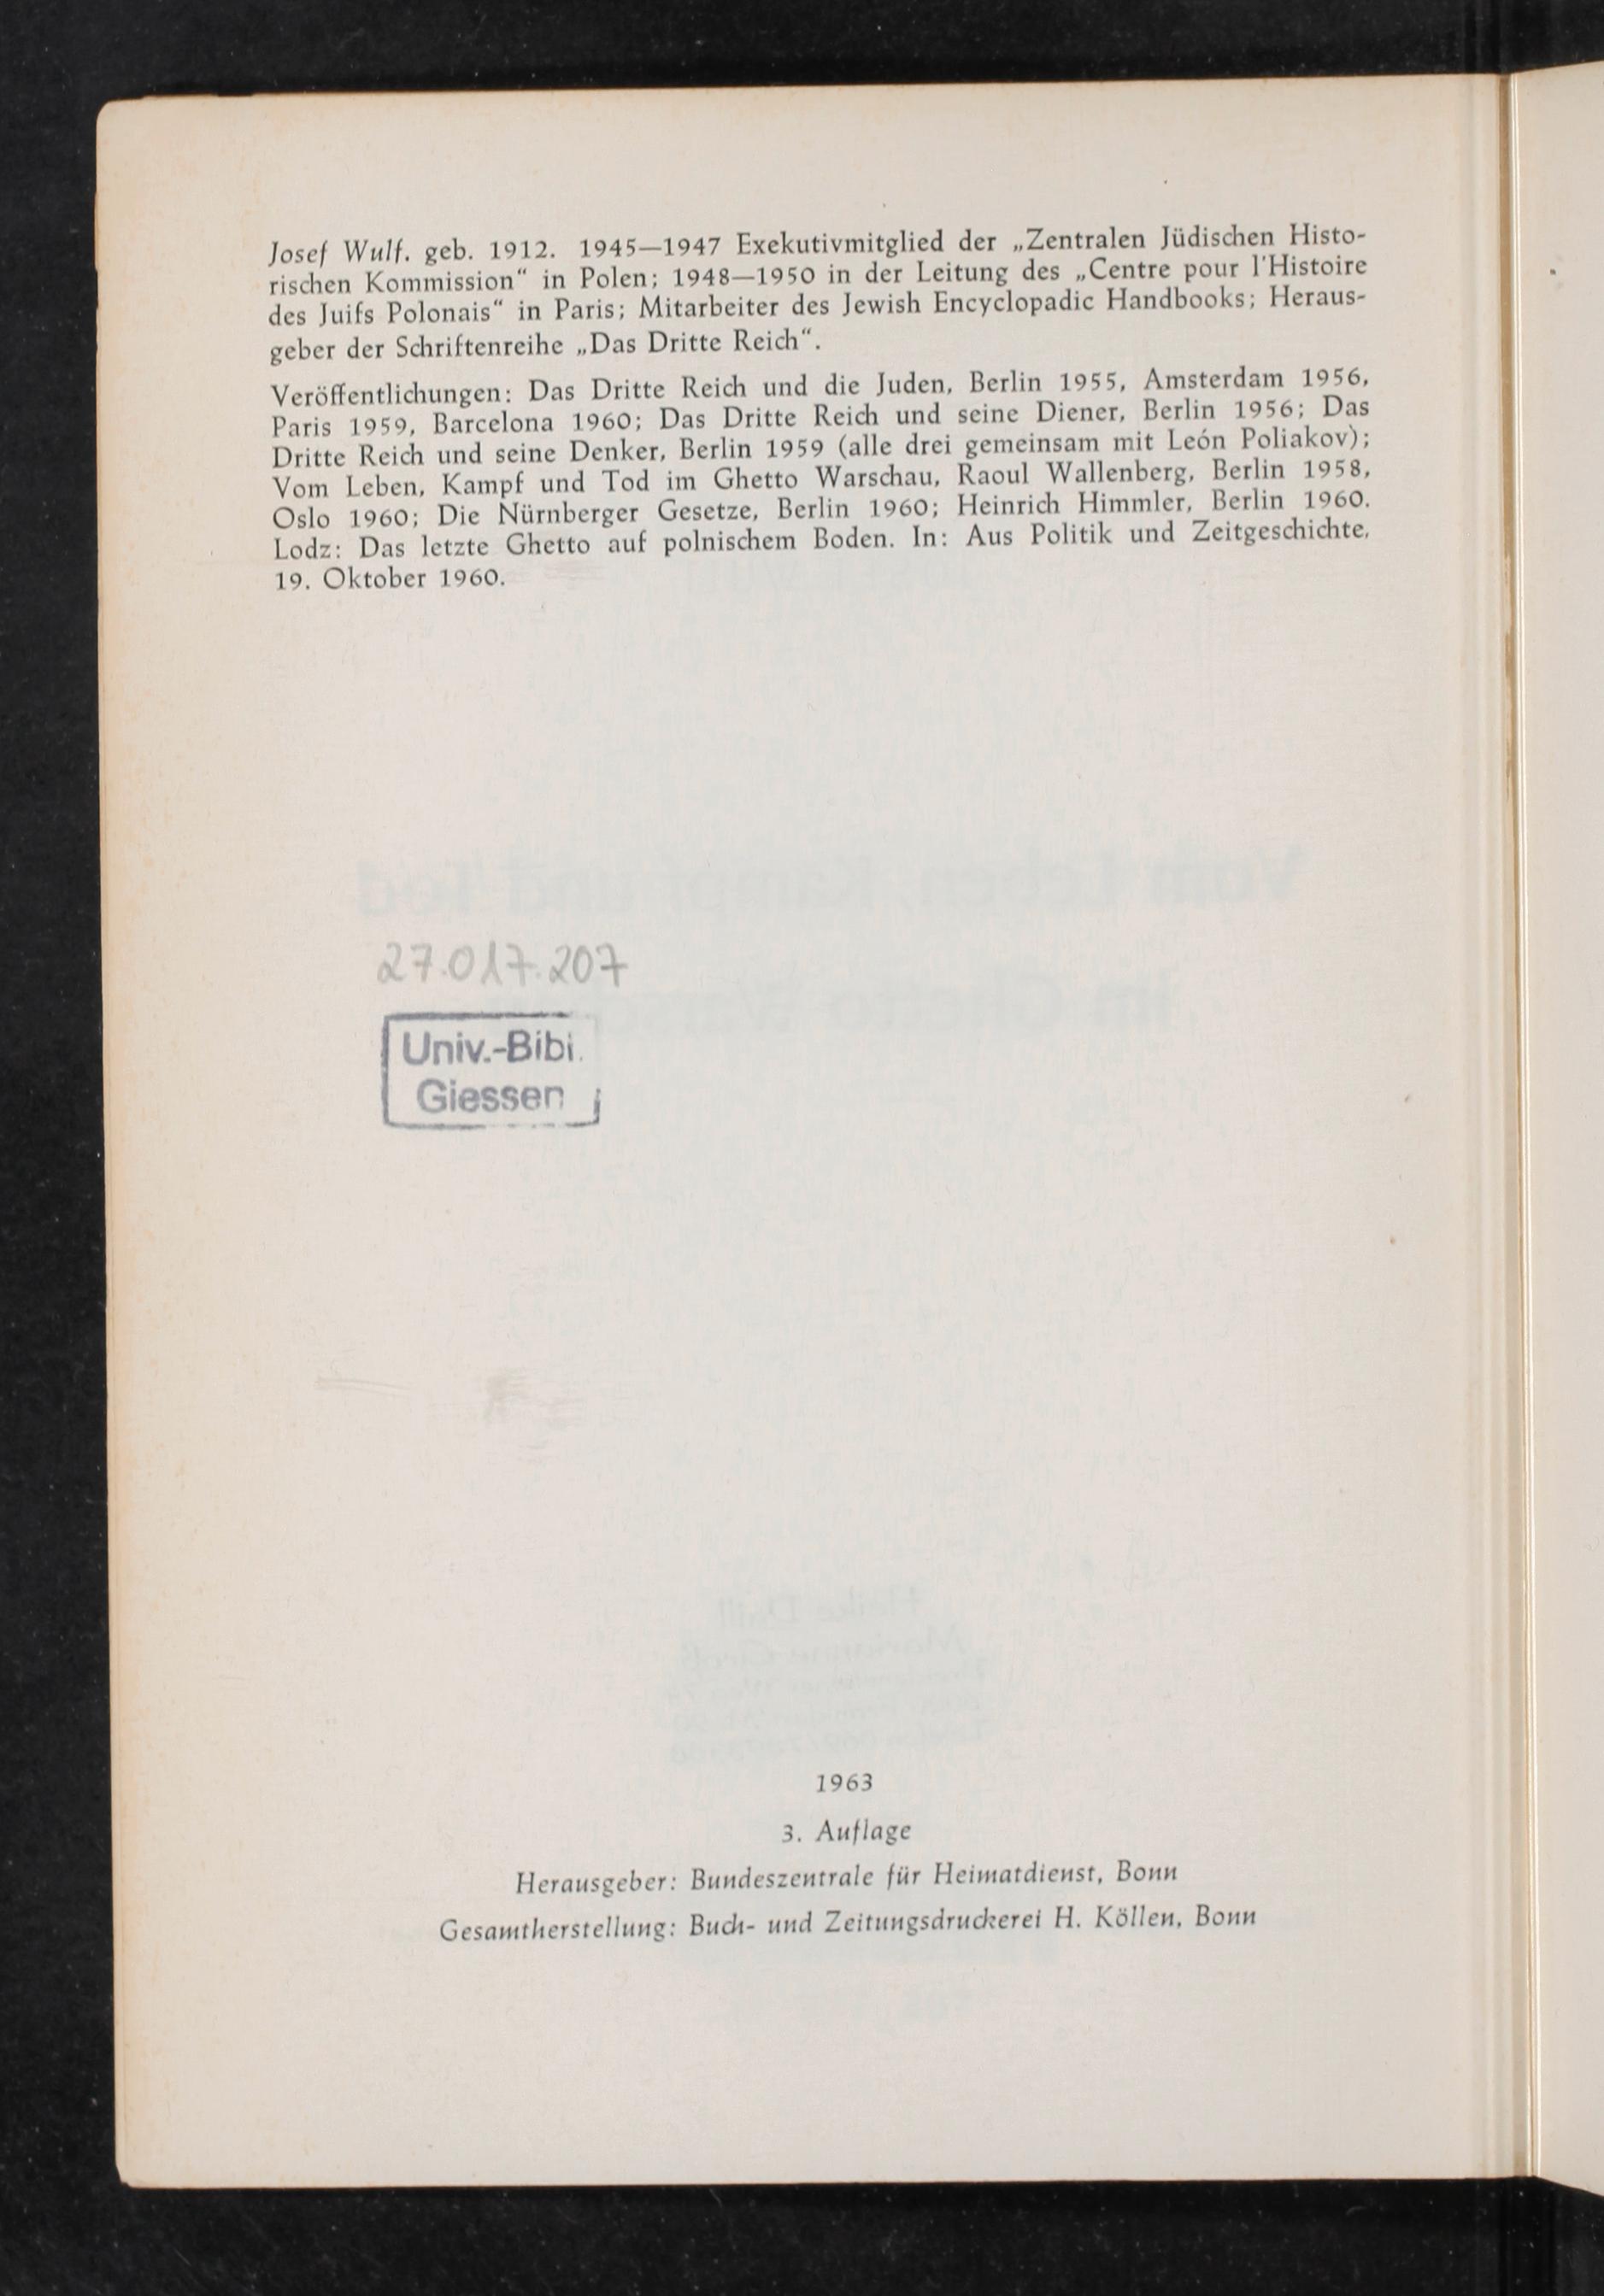 Josef Wulf. geb. 1912. 1945—1947 Exekutivmitglied der „Zentralen Jüdischen Histo-
rischen Kommission“ in Polen; 1948—1950 in der Leitung des „Centre pour l'Histoire
des Juifs Polonais“ in Paris; Mitarbeiter des Jewish Encyclopadic Handbooks; Heraus-
geber der Schriftenreihe „Das Dritte Reich“.
Veröffentlichungen: Das Dritte Reich und die Juden, Berlin 1955, Amsterdam 1956,
Paris 1959, Barcelona 1960; Das Dritte Reich und seine Diener, Berlin 1956; Das
Dritte Reich und seine Denker, Berlin 1959 (alle drei gemeinsam mit León Poliakov);
Vom Leben, Kampf und Tod im Ghetto Warschau, Raoul Wallenberg, Berlin 1958,
Oslo 1960; Die Nürnberger Gesetze, Berlin 1960; Heinrich Himmler, Berlin 1960.
Lodz: Das letzte Ghetto auf polnischem Boden. In: Aus Politik und Zeitgeschichte,
19. Oktober 1960.
27.017.207
Univ.-Bibl.
Giessen
1963
3. Auflage
Herausgeber: Bundeszentrale für Heimatdienst, Bonn
Gesamtherstellung: Buch- und Zeitungsdruckerei H. Köllen, Bonn